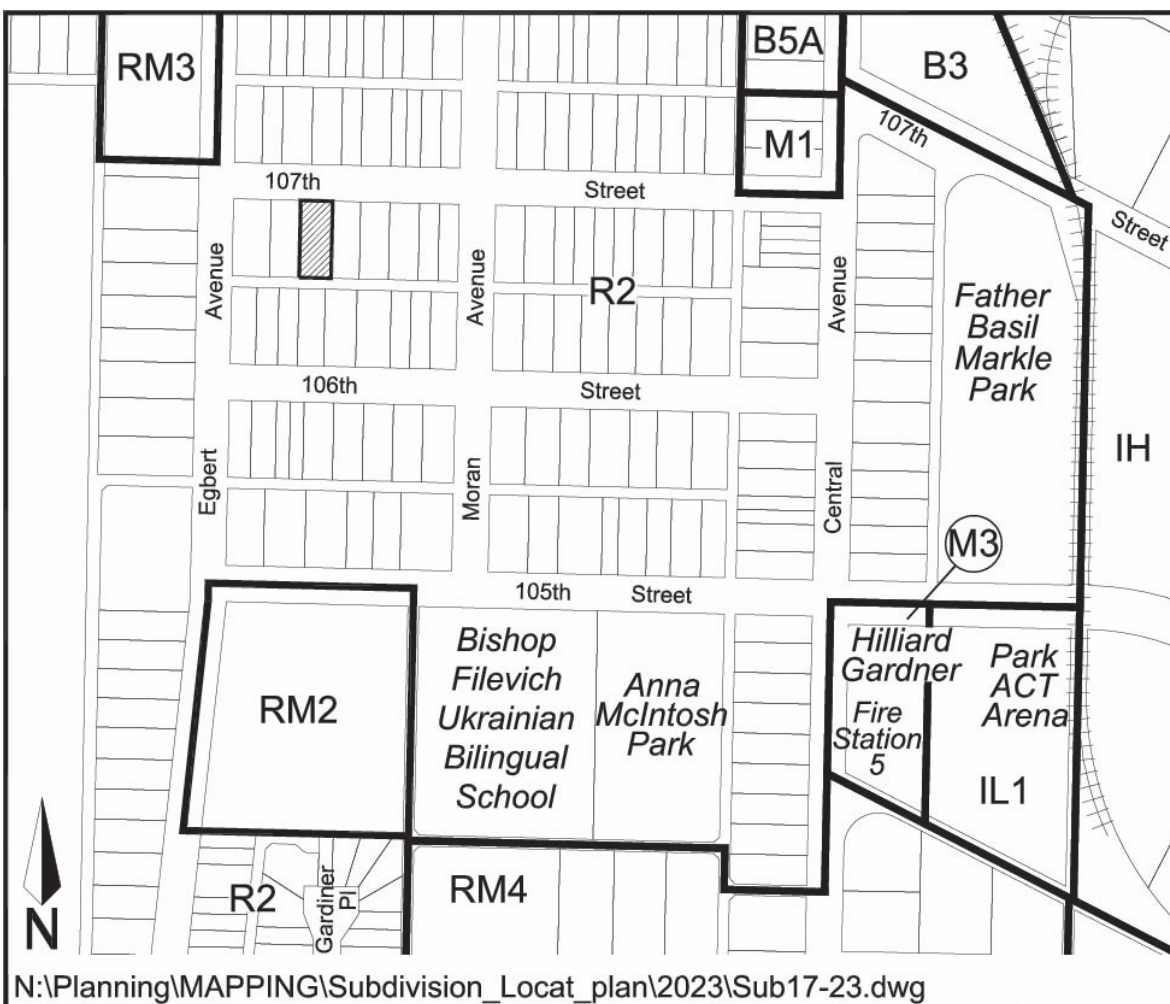 RM3
B5A
B3
M1
107th
107th
Street
Street
Avenue
Avenue
R2
Avenue
Father
Basil
Markle
Park
106th
Street
IH
Egbert
Moran
Central
M3
105th
Street
Bishop
Filevich
Ukrainian
Bilingual
School
Anna
McIntosh
Park
Hilliard
Gardner
Park
ACT
Arena
Fire
Station
5
RM2
IL1
R2
Gardiner
Pl
RM4
N
N:\Planning\MAPPING\Subdivision_Locat_plan\2023\Sub17-23.dwg